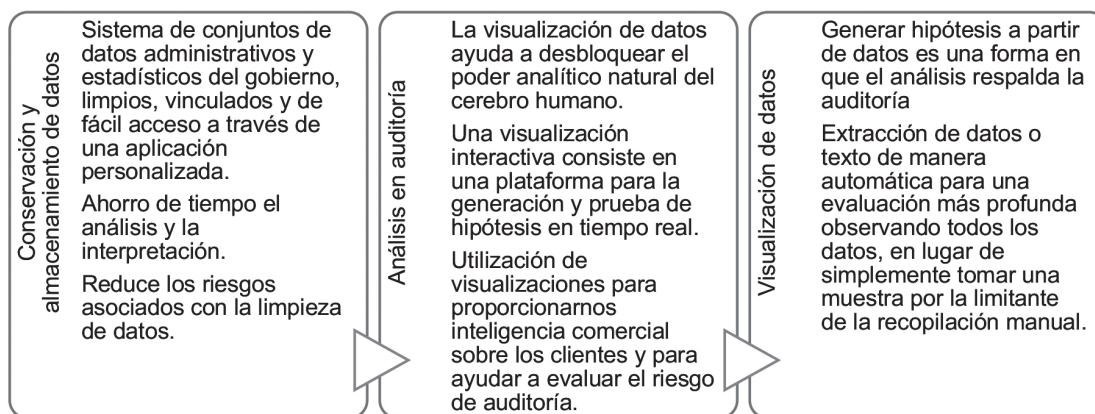 Conservación y
almacenamiento de datos
Sistema de conjuntos de
datos administrativos y
estadísticos del gobierno,
limpios, vinculados y de
fácil acceso a través de
una aplicación
personalizada.
Ahorro de tiempo el
análisis y la
interpretación.
Reduce los riesgos
asociados con la limpieza
de datos.
Análisis en auditoría
La visualización de datos
ayuda a desbloquear el
poder analítico natural del
cerebro humano.
Una visualización
interactiva consiste en
una plataforma para la
generación y prueba de
hipótesis en tiempo real.
Utilización de
visualizaciones para
proporcionarnos
inteligencia comercial
sobre los clientes y para
ayudar a evaluar el riesgo
de auditoría.
Visualización de datos
Generar hipótesis a partir
de datos es una forma en
que el análisis respalda la
auditoría
Extracción de datos o
texto de manera
automática para una
evaluación más profunda
observando todos los
datos, en lugar de
simplemente tomar una
muestra por la limitante
de la recopilación manual.